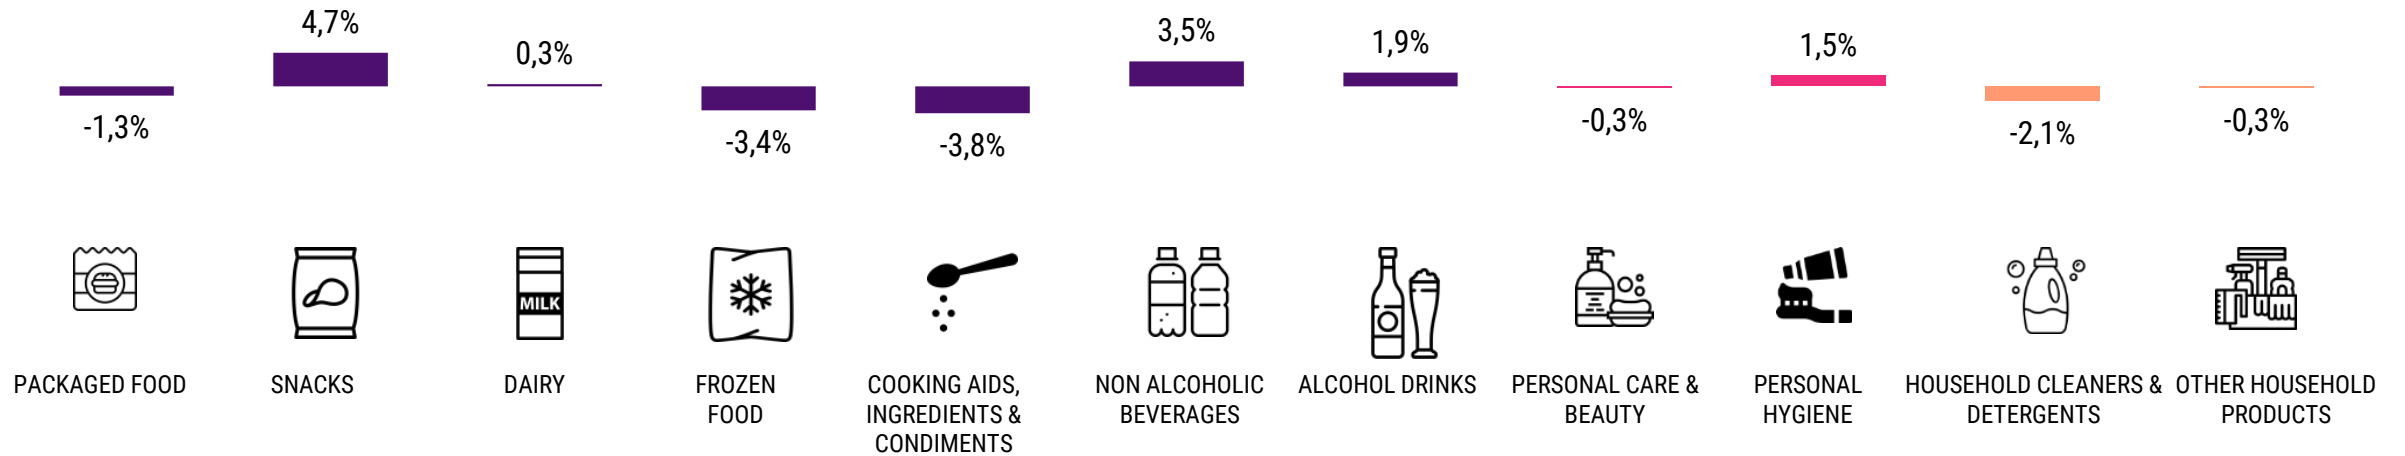 4,7%
0,3%
3,5%
1,9%
1,5%
-1,3%
-3,4%
-3,8%
-0,3%
-2,1%
-0,3%
MILK
PACKAGED FOOD
SNACKS
DAIRY
FROZEN
FOOD
COOKING AIDS,
INGREDIENTS &
CONDIMENTS
NON ALCOHOLIC
BEVERAGES
ALCOHOL DRINKS
PERSONAL CARE &
BEAUTY
PERSONAL
HYGIENE
HOUSEHOLD CLEANERS &
DETERGENTS
OTHER HOUSEHOLD
PRODUCTS